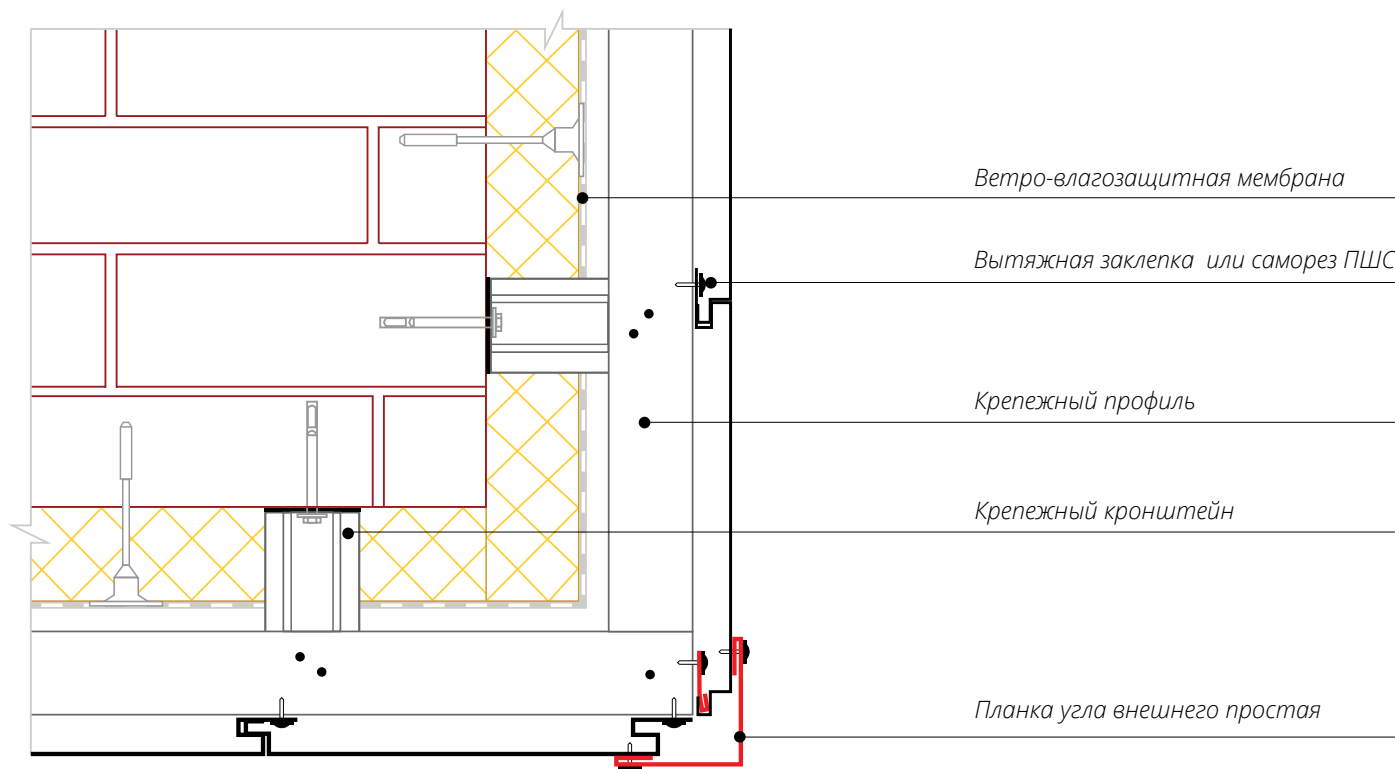 Ветро-влагозащитная мембрана
Вытяжная заклепка или саморез ПШС
Крепежный профиль
Крепежный кронштейн
Планка угла внешнего простая